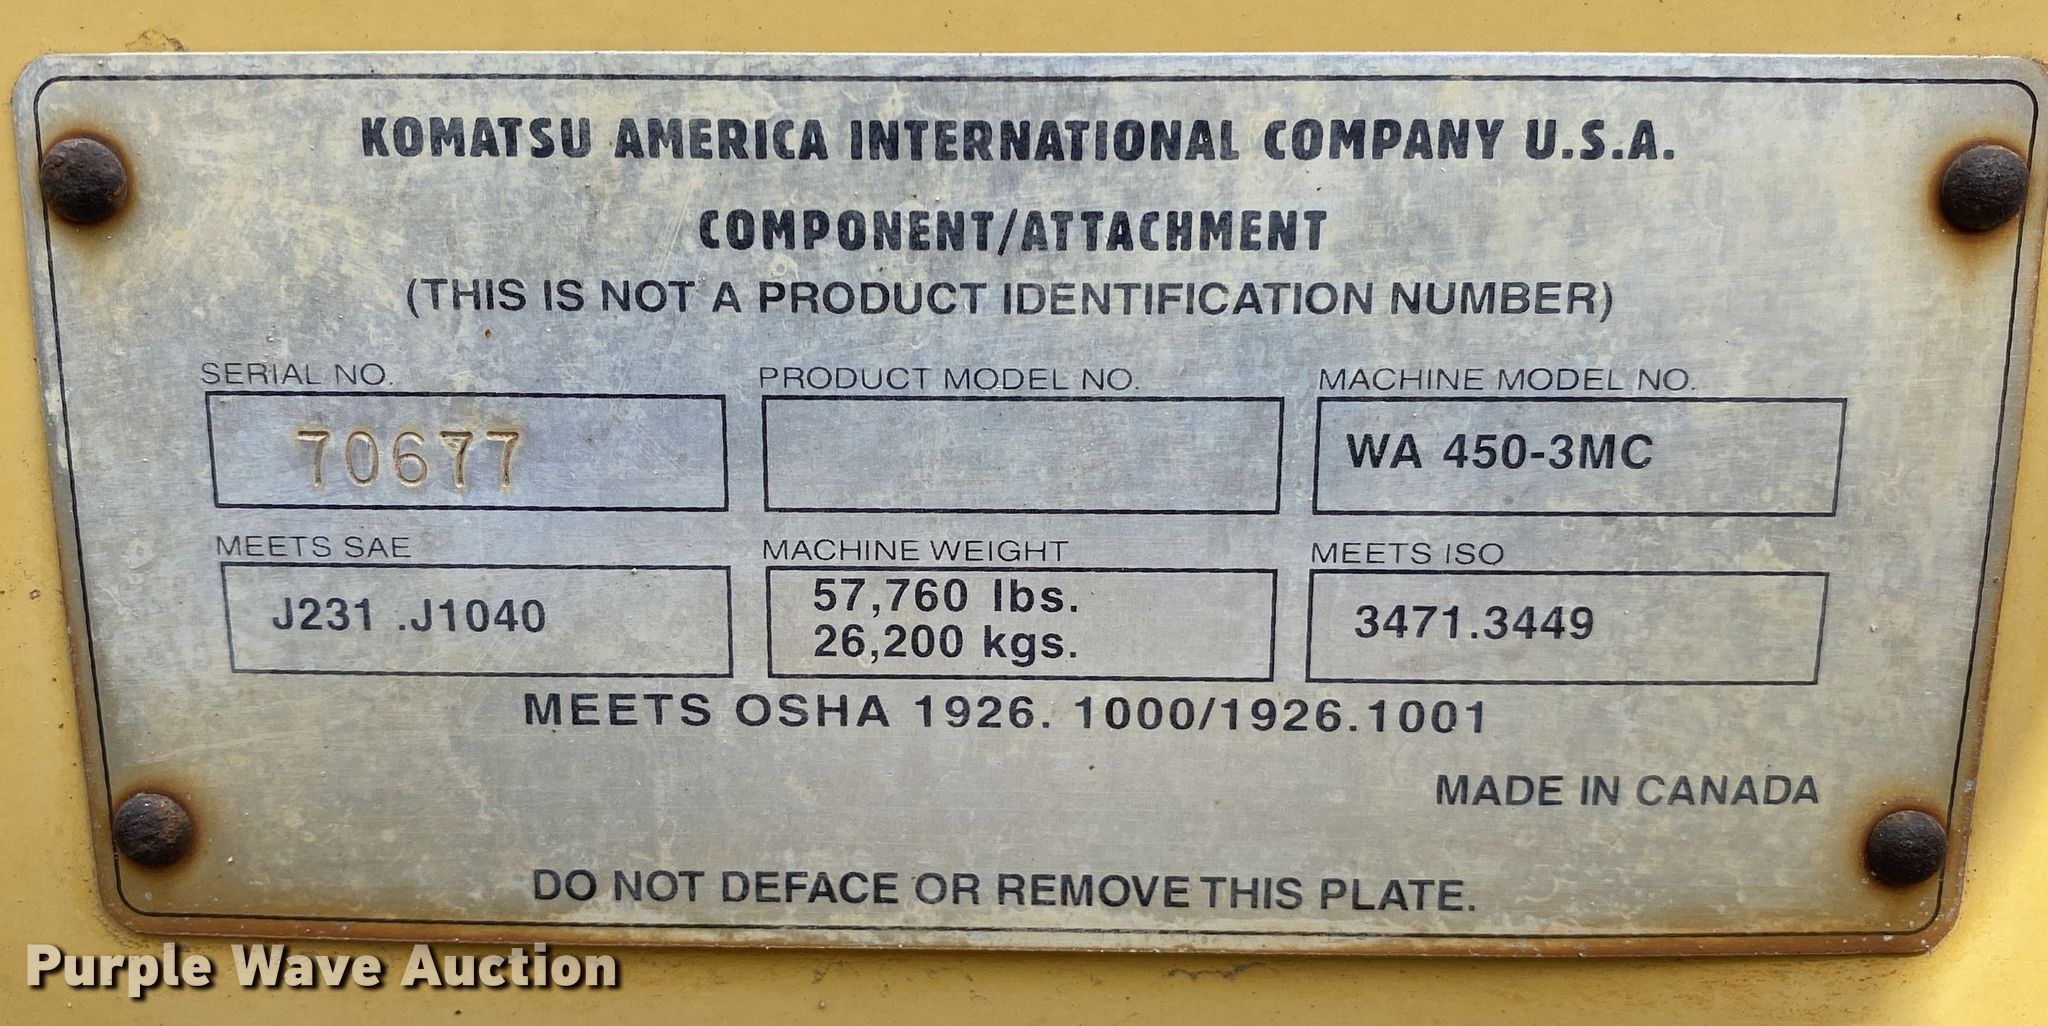 KOMATSU AMERICA INTERNATIONAL COMPANY U.S.A.
COMPONENT/ATTACHMENT
(THIS IS NOT A PRODUCT IDENTIFICATION NUMBER)
SERIAL NO. PRODUCT MODEL NO. MACHINE MODEL NO.
70677 WA 450-3MC
MEETS SAE MACHINE WEIGHT MEETS ISO
J231 .J1040 57,760 lbs. 3471.3449
26,200 kgs.
MEETS OSHA 1926. 1000/1926.1001
MADE IN CANADA
DO NOT DEFACE OR REMOVE THIS PLATE.
Purple Wave Auction